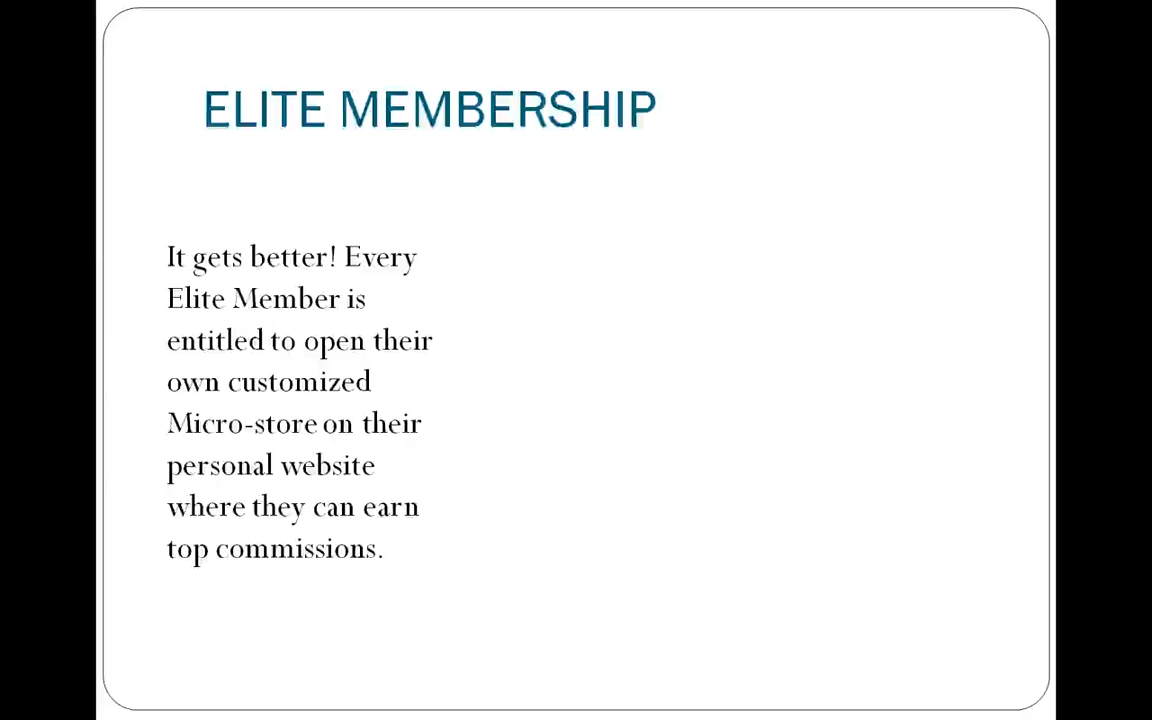 ELITE MEMBERSHIP
It gets better! Every
Elite Member is
entitled to open their
own customized
Micro-store on their
personal website
where they can earn
top commissions.